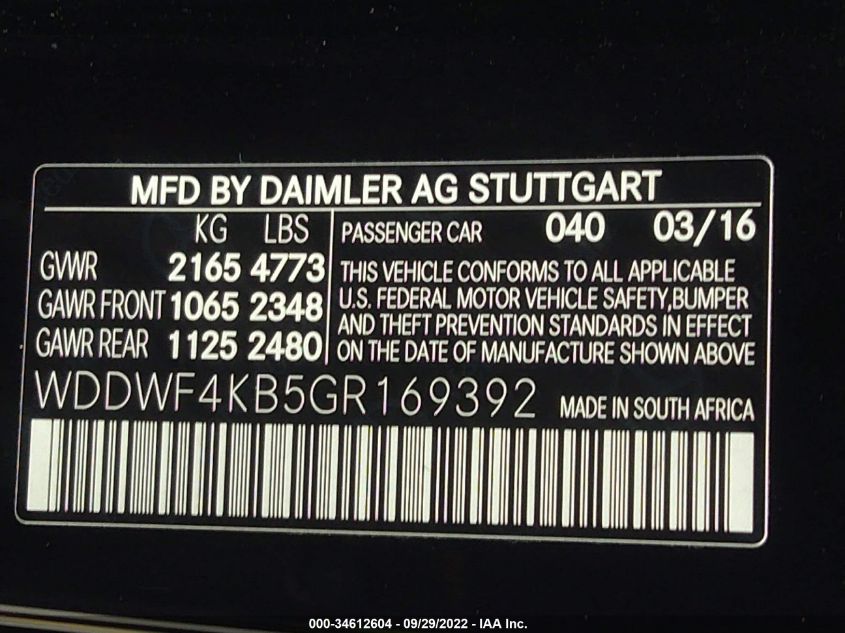 MFD BY DAIMLER AG STUTTGART
KG LBS
GVWR 2165 4773
GAWR FRONT 1065 2348
GAWR REAR 1125 2480
PASSENGER CAR 040 03/16
THIS VEHICLE CONFORMS TO ALL APPLICABLE
U.S. FEDERAL MOTOR VEHICLE SAFETY,BUMPER
AND THEFT PREVENTION STANDARDS IN EFFECT
ON THE DATE OF MANUFACTURE SHOWN ABOVE
WDDWF4KB5GR169392 MADE IN SOUTH AFRICA
000-34612604 - 09/29/2022 - IAA Inc.